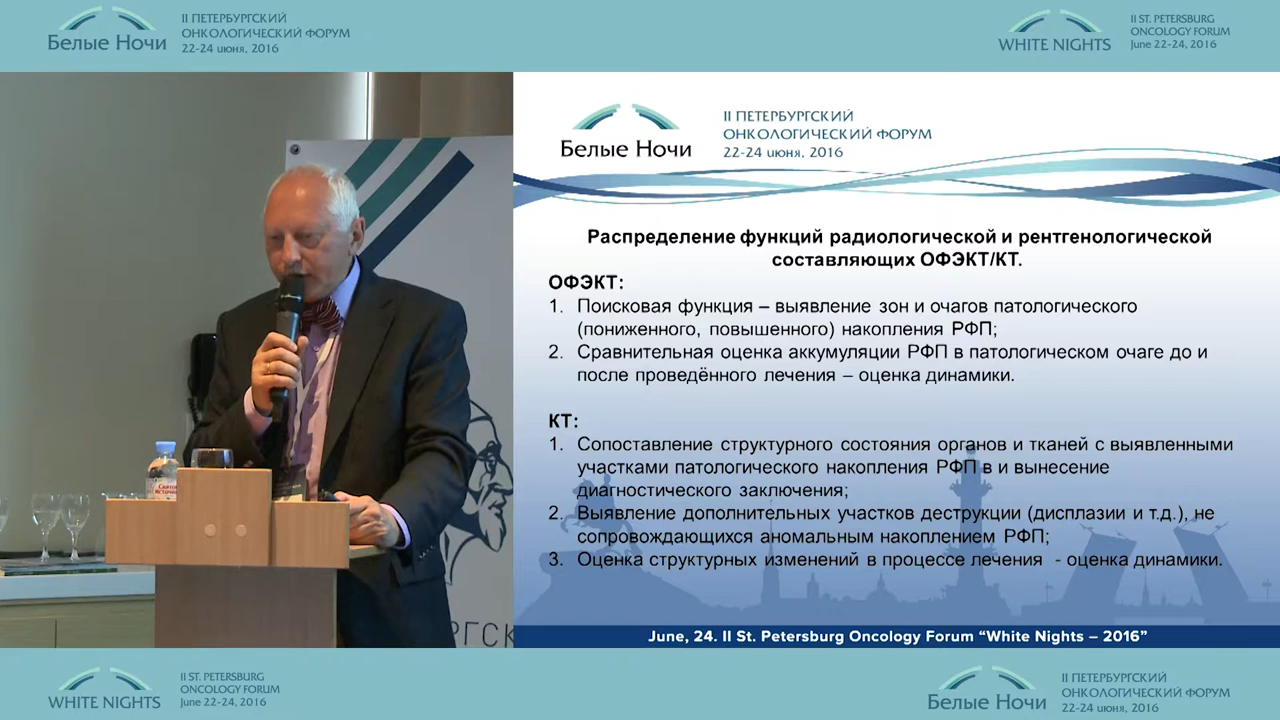 Белые Ночи
II ПЕТЕРБУРГСКИЙ
ОНКОЛОГИЧЕСКИЙ ФОРУМ
22-24 июня, 2016
WHITE NIGHTS
II ST. PETERSBURG
ONCOLOGY FORUM
June 22-24, 2016
Белые Ночи
II ПЕТЕРБУРГСКИЙ
ОНКОЛОГИЧЕСКИЙ ФОРУМ
22-24 июня, 2016
Распределение функций радиологической и рентгенологической
составляющих ОФЭКТ/КТ.
ОФЭКТ:
1. Поисковая функция – выявление зон и очагов патологического
(пониженного, повышенного) накопления РФП;
2. Сравнительная оценка аккумуляции РФП в патологическом очаге до и
после проведённого лечения – оценка динамики.
КТ:
1. Сопоставление структурного состояния органов и тканей с выявленными
участками патологического накопления РФП в и вынесение
диагностического заключения;
2. Выявление дополнительных участков деструкции (дисплазии и т.д.), не
сопровождающихся аномальным накоплением РФП;
3. Оценка структурных изменений в процессе лечения - оценка динамики.
June, 24. II St. Petersburg Oncology Forum “White Nights – 2016”
РГСК
WHITE NIGHTS
II ST. PETERSBURG
ONCOLOGY FORUM
June 22-24, 2016
Белые Ночи
II ПЕТЕРБУРГСКИЙ
ОНКОЛОГИЧЕСКИЙ ФОРУМ
22-24 июня, 2016